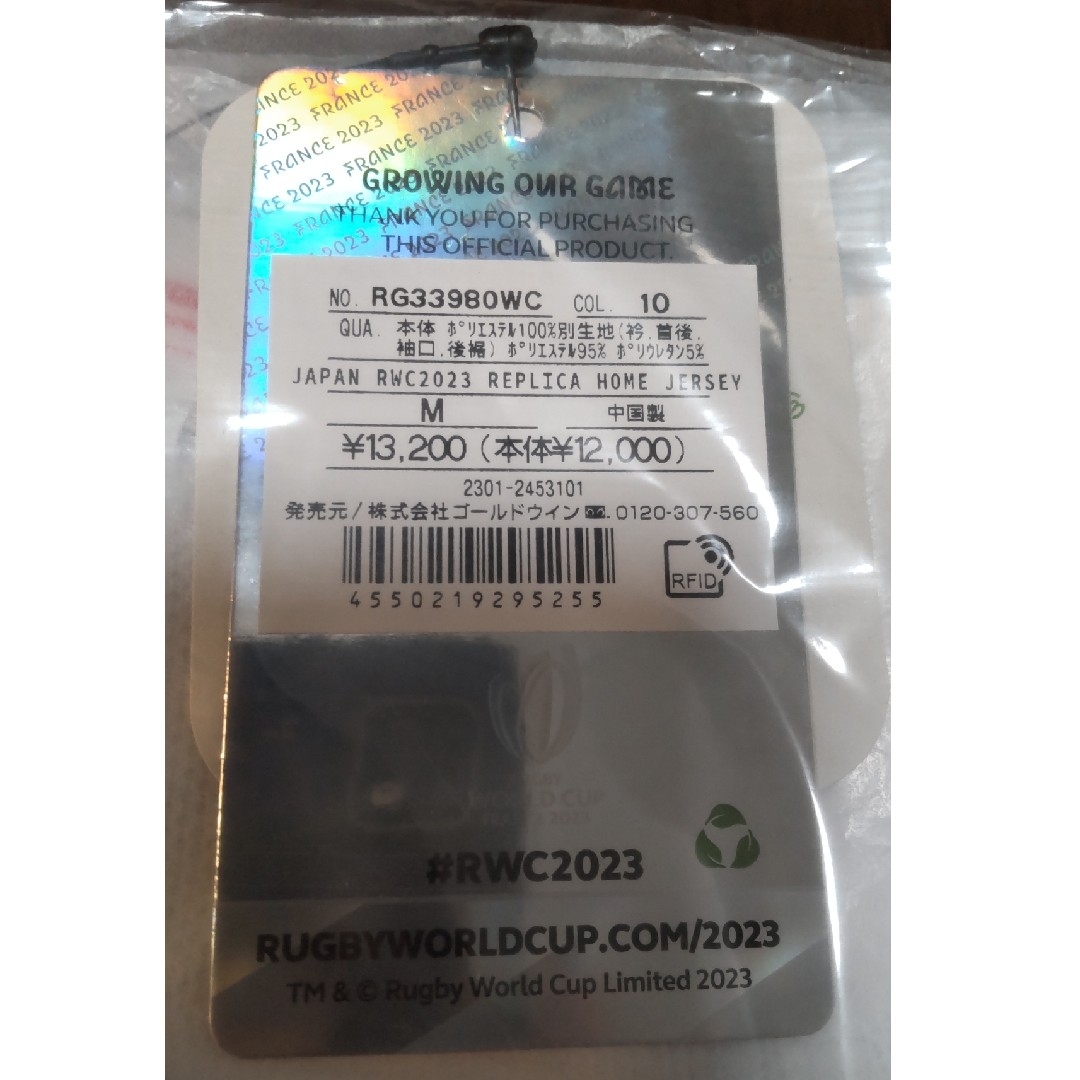 FRANCE 2023 FRANCE 2023 FRANCE 2023
GROWING OUR GAME
THANK YOU FOR PURCHASING
THIS OFFICIAL PRODUCT.
NO. RG33980WC COL. 10
QUA. 本体 ﾎﾟﾘｴｽﾃﾙ100%別生地(衿.首後.
袖口.後裾) ﾎﾟﾘｴｽﾃﾙ95% ﾎﾟﾘｳﾚﾀﾝ5%
JAPAN RWC2023 REPLICA HOME JERSEY
M 中国製
¥13,200 (本体¥12,000)
2301-2453101
発売元/株式会社ゴールドウイン 0120-307-560
4550219295255
RFID
#RWC2023
RUGBYWORLDCUP.COM/2023
TM & © Rugby World Cup Limited 2023